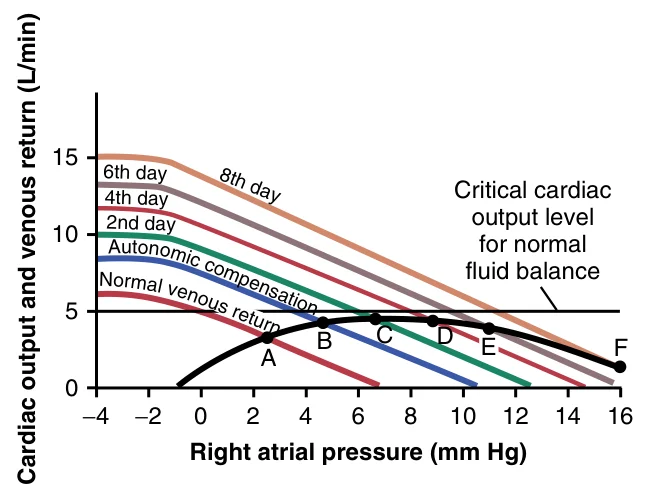 Cardiac output and venous return (L/min)
15
10
5
0
6th day
8th day
4th day
2nd day
Autonomic compensation
Normal venous return
Critical cardiac
output level
for normal
fluid balance
A
B
C
D
E
F
–4
–2
0
2
4
6
8
10
12
14
16
Right atrial pressure (mm Hg)